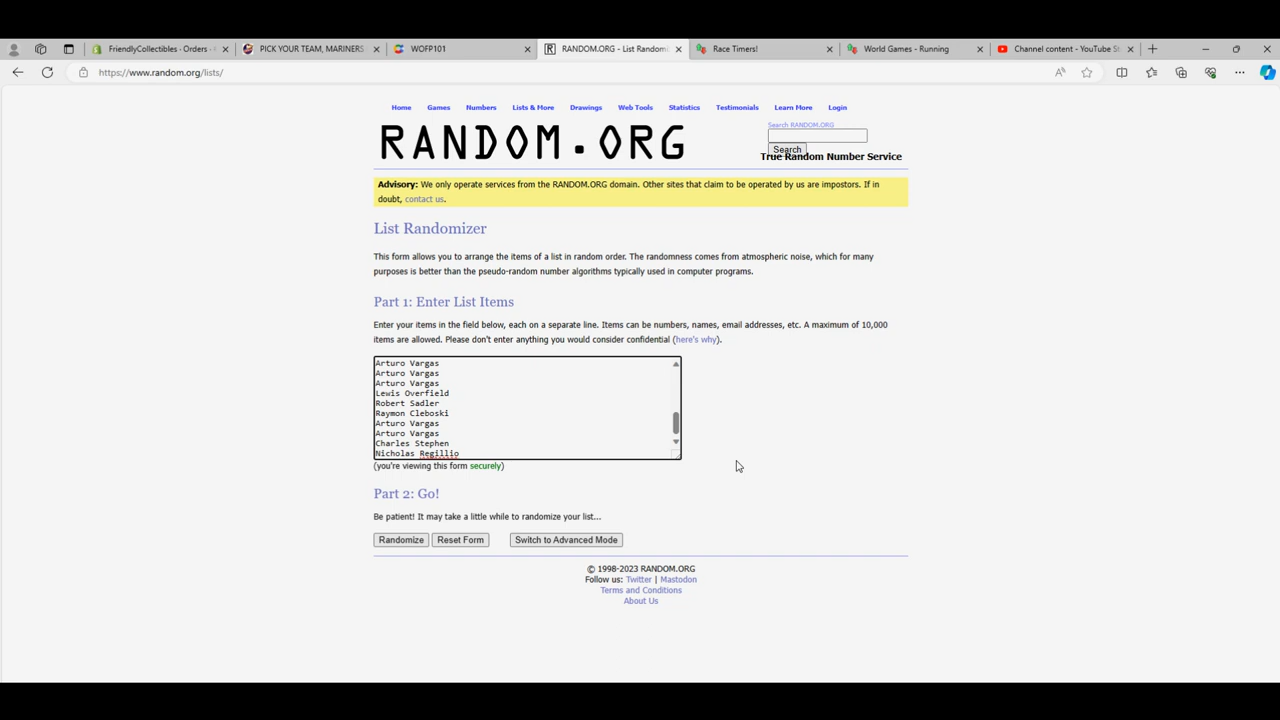 FriendlyCollectibles - Orders -
PICK YOUR TEAM, MARINERS
WOFP101
RANDOM.ORG - List Randomi
Race Timers!
World Games - Running
Channel content - YouTube St
https://www.random.org/lists/
Home Games Numbers Lists & More Drawings Web Tools Statistics Testimonials Learn More Login
RANDOM.ORG
Search RANDOM.ORG
Search
True Random Number Service
Advisory: We only operate services from the RANDOM.ORG domain. Other sites that claim to be operated by us are impostors. If in
doubt, contact us.
List Randomizer
This form allows you to arrange the items of a list in random order. The randomness comes from atmospheric noise, which for many
purposes is better than the pseudo-random number algorithms typically used in computer programs.
Part 1: Enter List Items
Enter your items in the field below, each on a separate line. Items can be numbers, names, email addresses, etc. A maximum of 10,000
items are allowed. Please don't enter anything you would consider confidential (here's why).
Arturo Vargas
Arturo Vargas
Arturo Vargas
Lewis Overfield
Robert Sadler
Raymon Cleboski
Arturo Vargas
Arturo Vargas
Charles Stephen
Nicholas Regillio
(you're viewing this form securely)
Part 2: Go!
Be patient! It may take a little while to randomize your list...
Randomize Reset Form Switch to Advanced Mode
© 1998-2023 RANDOM.ORG
Follow us: Twitter | Mastodon
Terms and Conditions
About Us